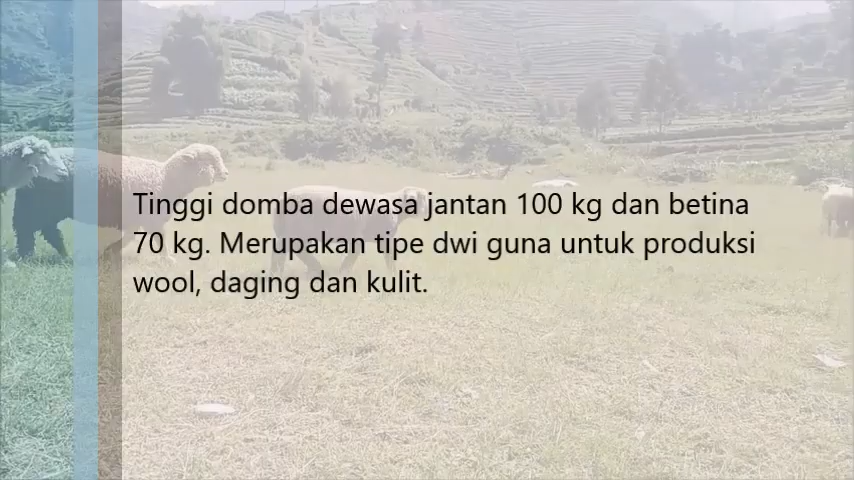 Tinggi domba dewasa jantan 100 kg dan betina
70 kg. Merupakan tipe dwi guna untuk produksi
wool, daging dan kulit.